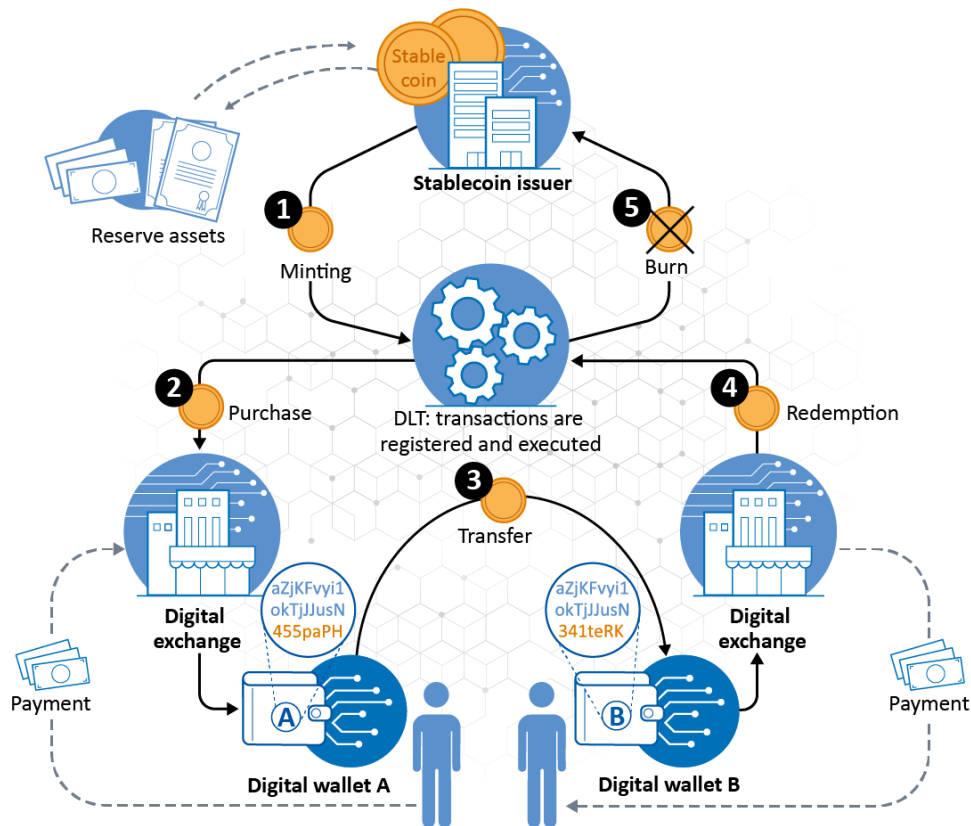 Stable
coin
Stablecoin issuer
Reserve assets
1
Minting
5
Burn
2
Purchase
DLT: transactions are
registered and executed
4
Redemption
3
Transfer
Digital
exchange
aZjKFvyi1
okTjJJusN
455paPH
aZjKFvyi1
okTjJJusN
341teRK
Digital
exchange
Payment
A
B
Payment
Digital wallet A
Digital wallet B